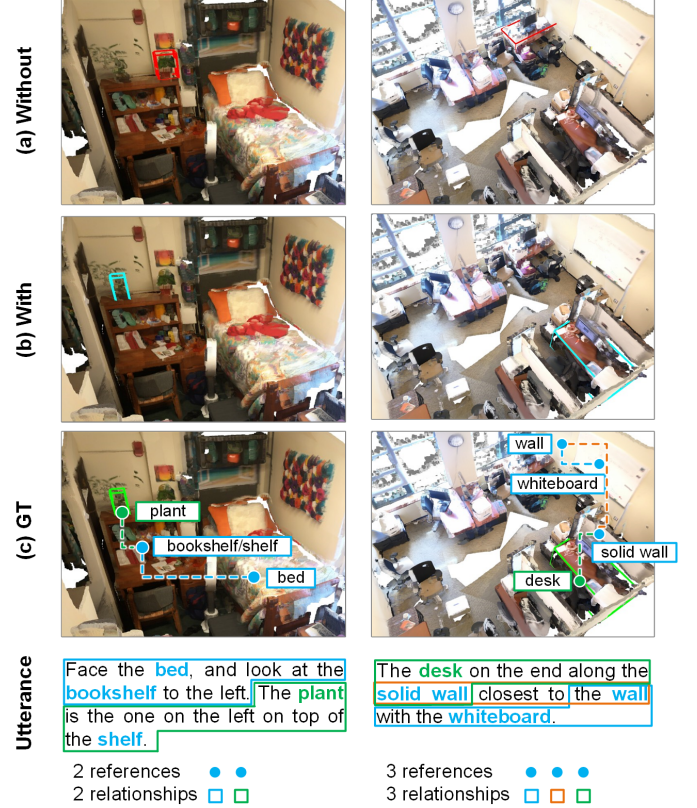 (a) Without
(b) With
(c) GT
plant
bookshelf/shelf
bed
wall
whiteboard
solid wall
desk
Utterance
Face the bed, and look at the
bookshelf to the left. The plant
is the one on the left on top of
the shelf.
2 references
2 relationships
The desk on the end along the
solid wall closest to the wall
with the whiteboard.
3 references
3 relationships